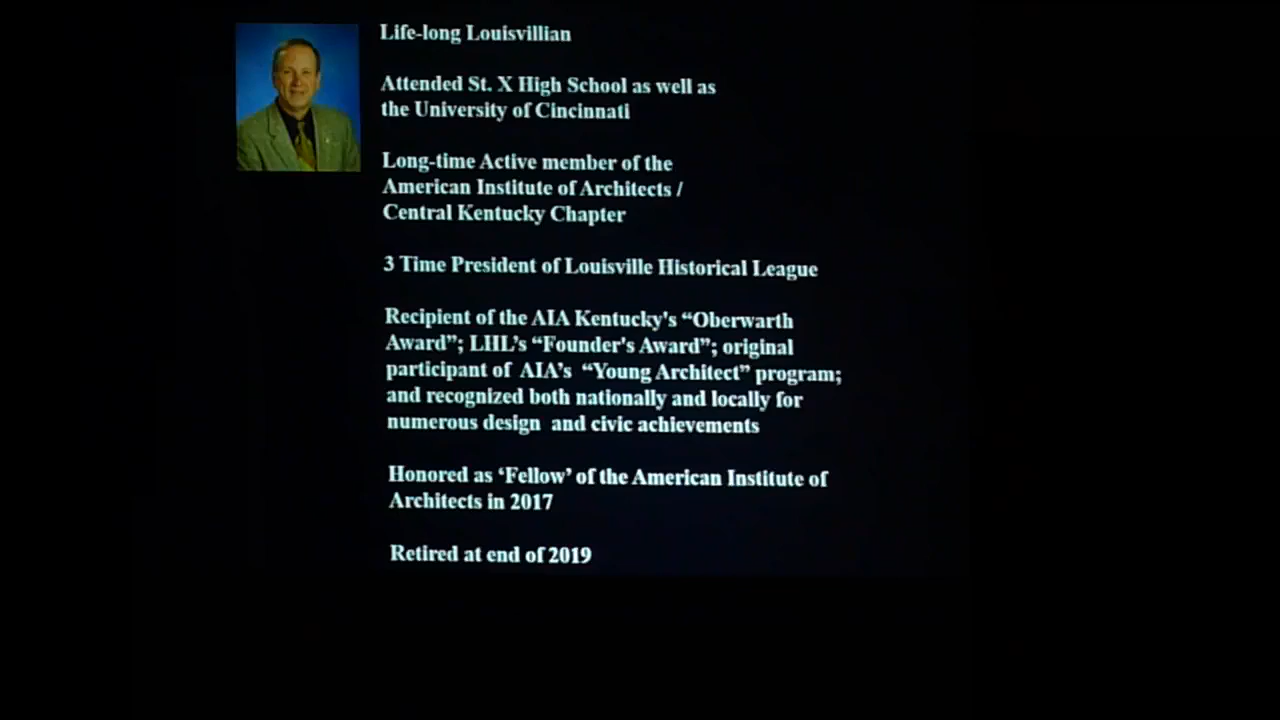 Life-long Louisvillian
Attended St. X High School as well as
the University of Cincinnati
Long-time Active member of the
American Institute of Architects /
Central Kentucky Chapter
3 Time President of Louisville Historical League
Recipient of the AIA Kentucky's “Oberwarth
Award”; LHL’s “Founder's Award”; original
participant of AIA’s “Young Architect” program;
and recognized both nationally and locally for
numerous design and civic achievements
Honored as ‘Fellow’ of the American Institute of
Architects in 2017
Retired at end of 2019